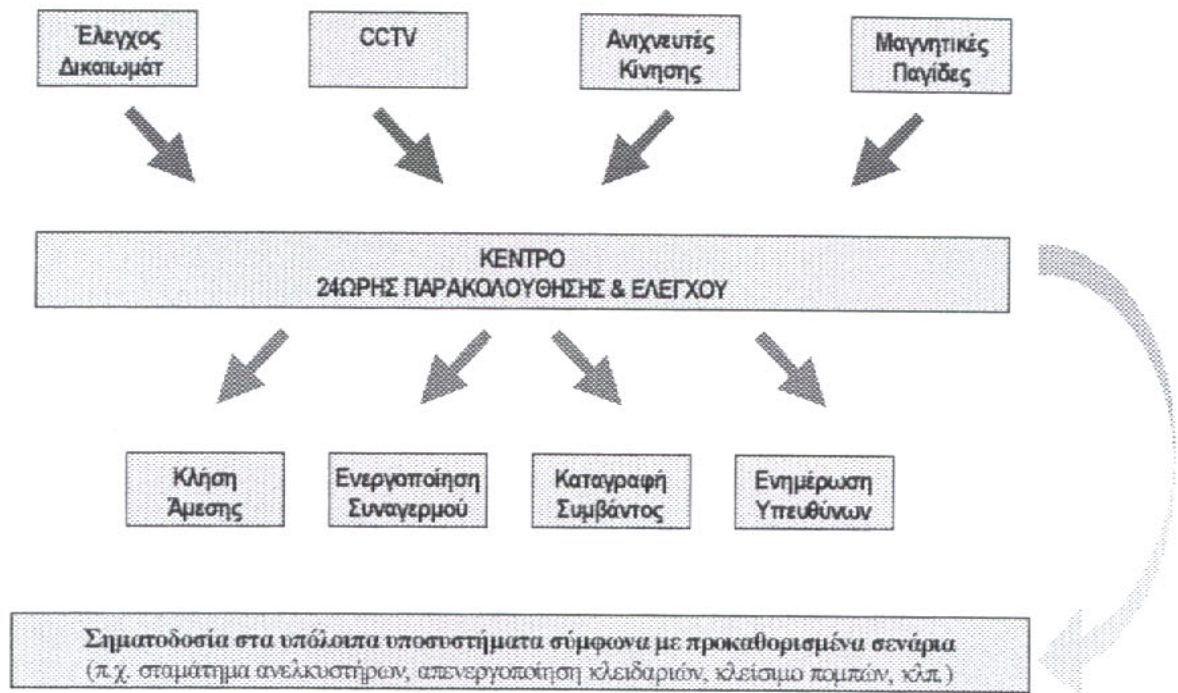 Έλεγχος
Δικαιωμάτ
CCTV
Ανιχνευτές
Κίνησης
Μαγνητικές
Παγίδες
ΚΕΝΤΡΟ
24ΩΡΗΣ ΠΑΡΑΚΟΛΟΥΘΗΣΗΣ & ΕΛΕΓΧΟΥ
Κλήση
Άμεσης
Ενεργοποίηση
Συναγερμού
Καταγραφή
Συμβάντος
Ενημέρωση
Υπευθύνων
Σηματοδοσία στα υπόλοιπα υποσυστήματα σύμφωνα με προκαθορισμένα σενάρια
(π.χ. σταμάτημα ανελκυστήρων, απενεργοποίηση κλειδαριών, κλείσιμο πομπών, κλπ.)